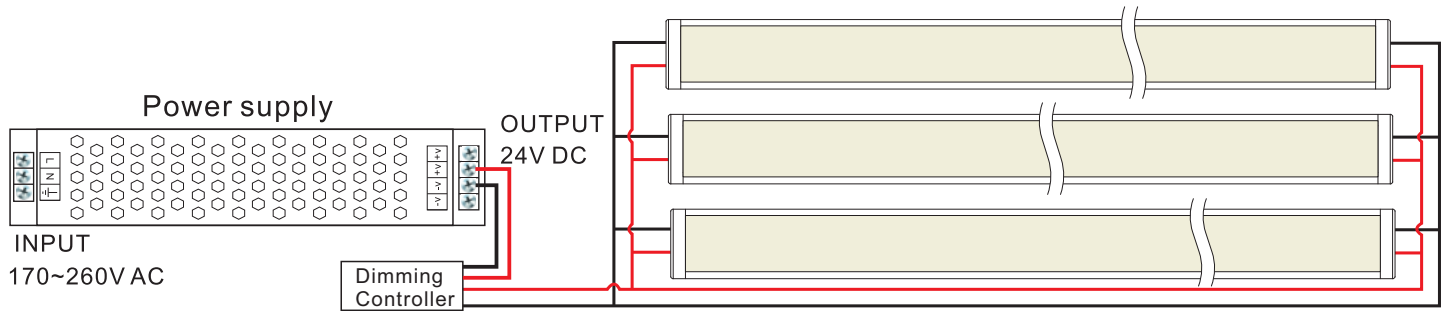 Power supply
OUTPUT
24V DC
L
N
+V
+V
-V
-V
INPUT
170~260V AC
Dimming
Controller